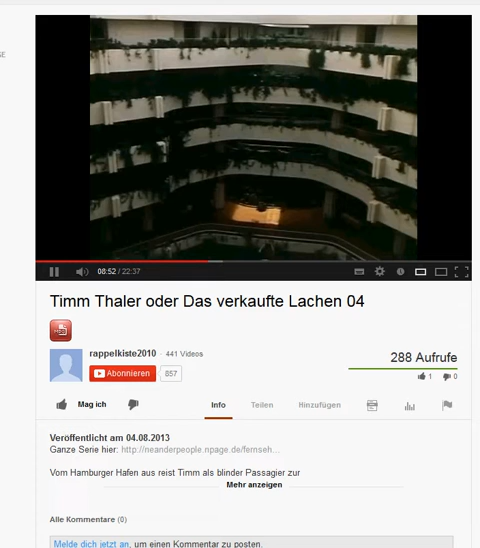 08:52 / 22:37
Timm Thaler oder Das verkaufte Lachen 04
rappelkiste2010 · 441 Videos
288 Aufrufe
Abonnieren 857
1 0
Mag ich Info Teilen Hinzufügen
Veröffentlicht am 04.08.2013
Ganze Serie hier: http://neanderpeople.npage.de/fernseh...
Vom Hamburger Hafen aus reist Timm als blinder Passagier zur
Mehr anzeigen
Alle Kommentare (0)
Melde dich jetzt an, um einen Kommentar zu posten.